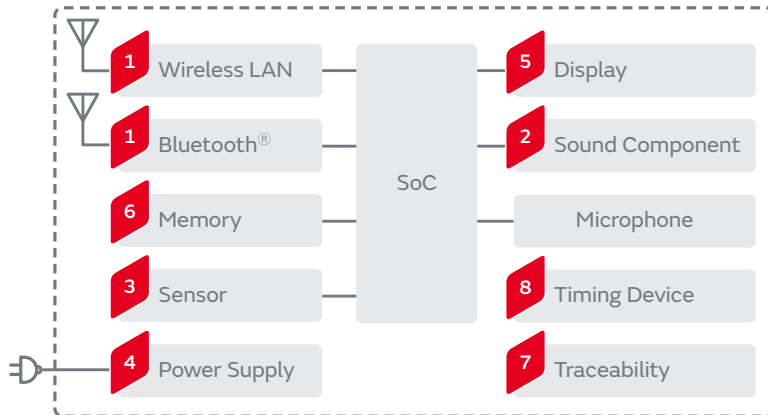 1 Wireless LAN
1 Bluetooth®
6 Memory
3 Sensor
4 Power Supply
SoC
5 Display
2 Sound Component
Microphone
8 Timing Device
7 Traceability